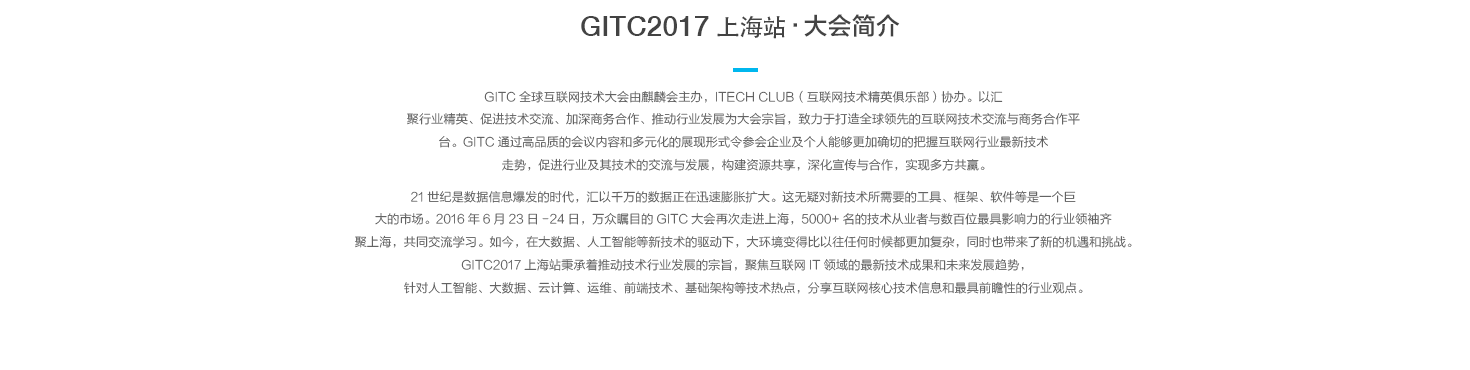 GITC2017 上海站 · 大会简介
GITC 全球互联网技术大会由麒麟会主办，ITECH CLUB（互联网技术精英俱乐部）协办。以汇
聚行业精英、促进技术交流、加深商务合作、推动行业发展为大会宗旨，致力于打造全球领先的互联网技术交流与商务合作平
台。GITC 通过高品质的会议内容和多元化的展现形式令参会企业及个人能够更加确切的把握互联网行业最新技术
走势，促进行业及其技术的交流与发展，构建资源共享，深化宣传与合作，实现多方共赢。
21 世纪是数据信息爆发的时代，汇以千万的数据正在迅速膨胀扩大。这无疑对新技术所需要的工具、框架、软件等是一个巨
大的市场。2016 年 6 月 23 日 -24 日，万众瞩目的 GITC 大会再次走进上海，5000+ 名的技术从业者与数百位最具影响力的行业领袖齐
聚上海，共同交流学习。如今，在大数据、人工智能等新技术的驱动下，大环境变得比以往任何时候都更加复杂，同时也带来了新的机遇和挑战。
GITC2017 上海站秉承着推动技术行业发展的宗旨，聚焦互联网 IT 领域的最新技术成果和未来发展趋势，
针对人工智能、大数据、云计算、运维、前端技术、基础架构等技术热点，分享互联网核心技术信息和最具前瞻性的行业观点。